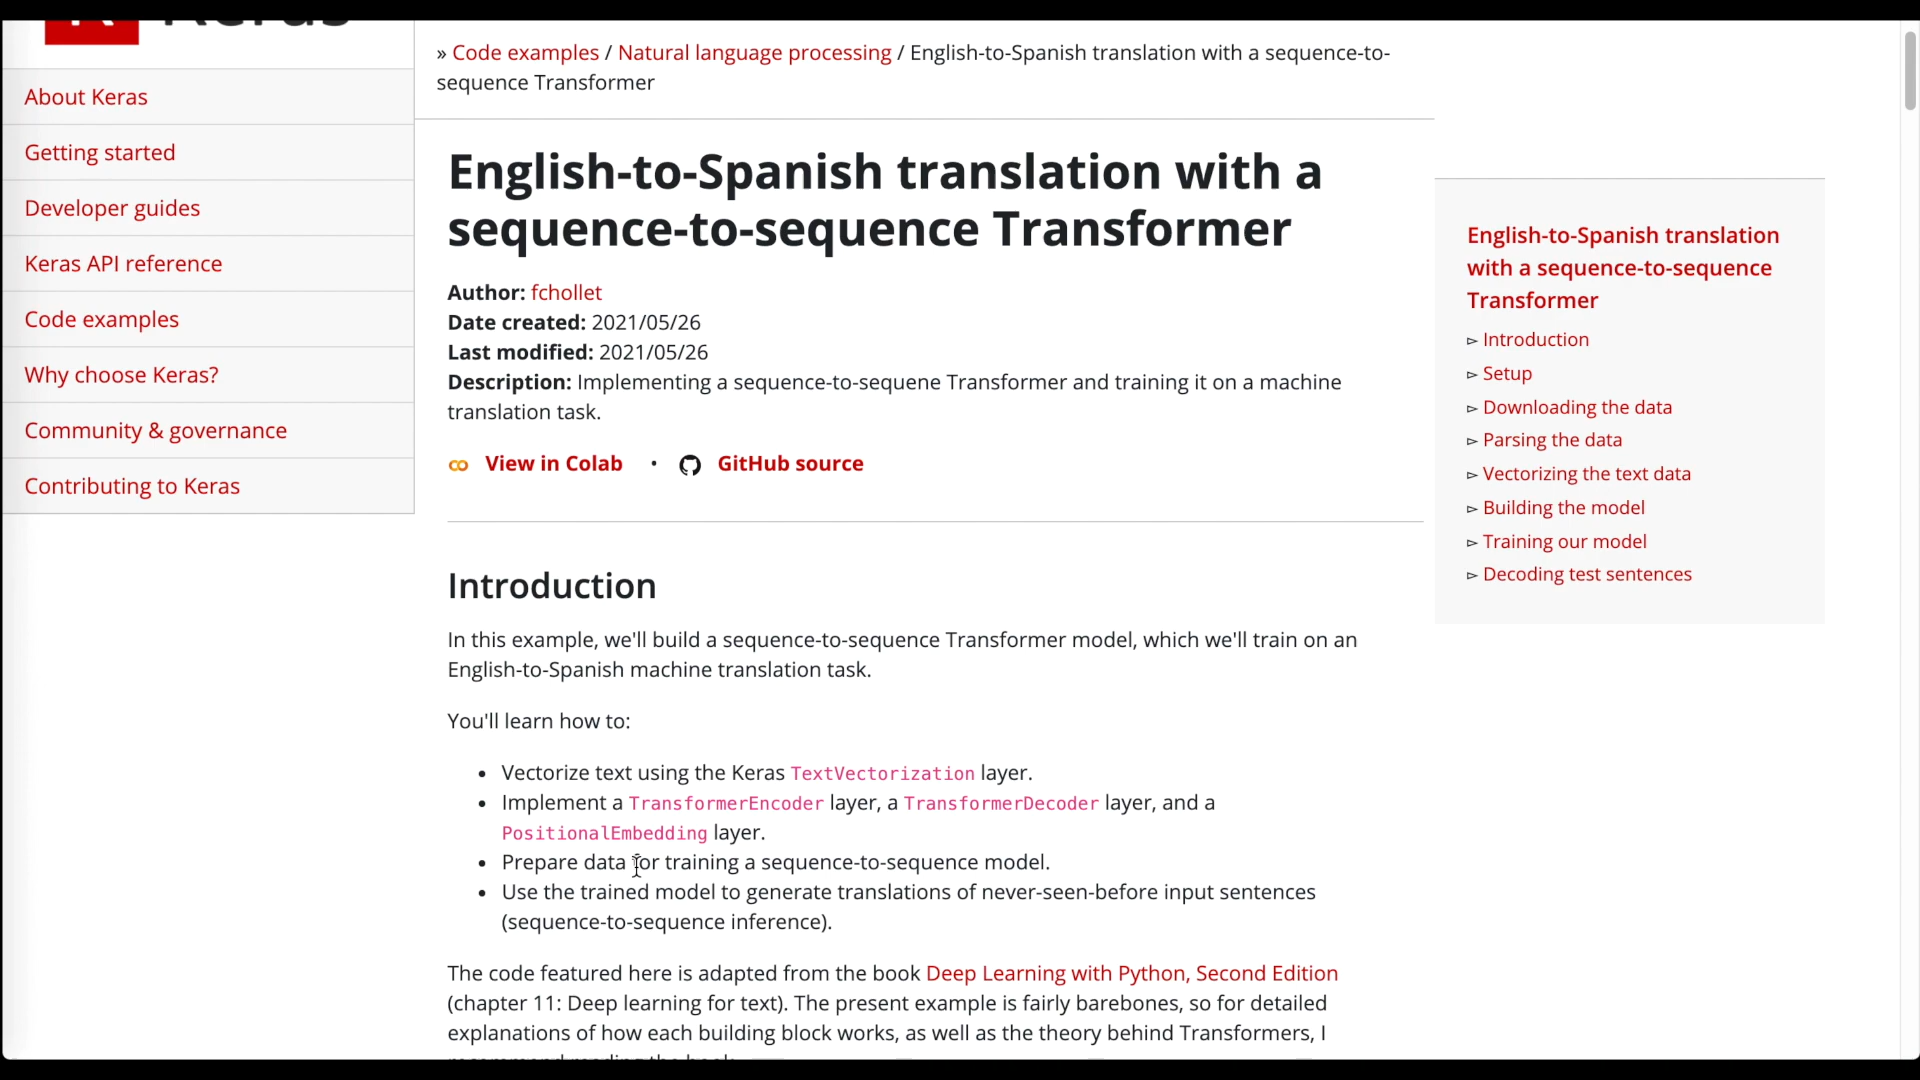 About Keras
Getting started
Developer guides
Keras API reference
Code examples
Why choose Keras?
Community & governance
Contributing to Keras
» Code examples / Natural language processing / English-to-Spanish translation with a sequence-to-
sequence Transformer
English-to-Spanish translation with a
sequence-to-sequence Transformer
Author: fchollet
Date created: 2021/05/26
Last modified: 2021/05/26
Description: Implementing a sequence-to-sequene Transformer and training it on a machine
translation task.
View in Colab • GitHub source
Introduction
In this example, we'll build a sequence-to-sequence Transformer model, which we'll train on an
English-to-Spanish machine translation task.
You'll learn how to:
• Vectorize text using the Keras TextVectorization layer.
• Implement a TransformerEncoder layer, a TransformerDecoder layer, and a
PositionalEmbedding layer.
• Prepare data for training a sequence-to-sequence model.
• Use the trained model to generate translations of never-seen-before input sentences
(sequence-to-sequence inference).
The code featured here is adapted from the book Deep Learning with Python, Second Edition
(chapter 11: Deep learning for text). The present example is fairly barebones, so for detailed
explanations of how each building block works, as well as the theory behind Transformers, I
English-to-Spanish translation
with a sequence-to-sequence
Transformer
▻ Introduction
▻ Setup
▻ Downloading the data
▻ Parsing the data
▻ Vectorizing the text data
▻ Building the model
▻ Training our model
▻ Decoding test sentences